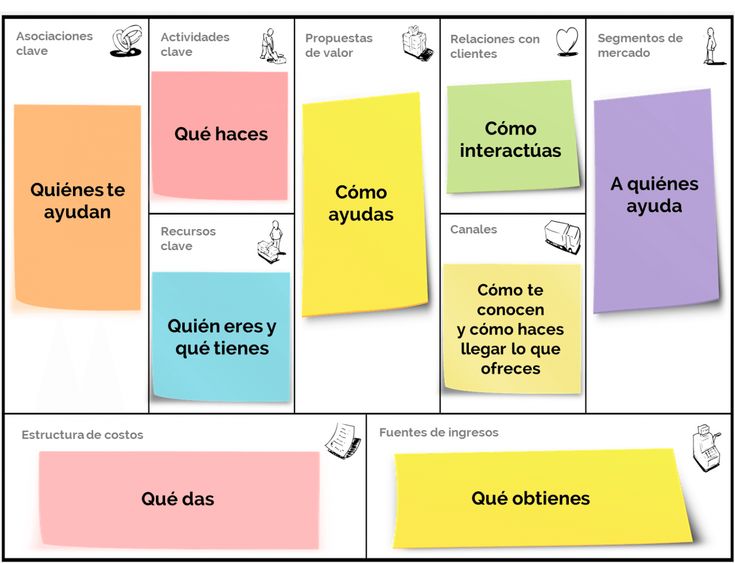 Asociaciones
clave
Quiénes te
ayudan
Actividades
clave
Qué haces
Recursos
clave
Quién eres y
qué tienes
Propuestas
de valor
Cómo
ayudas
Relaciones con
clientes
Cómo
interactúas
Canales
Cómo te
conocen
y cómo haces
llegar lo que
ofreces
Segmentos de
mercado
A quiénes
ayuda
Estructura de costos
Qué das
Fuentes de ingresos
Qué obtienes